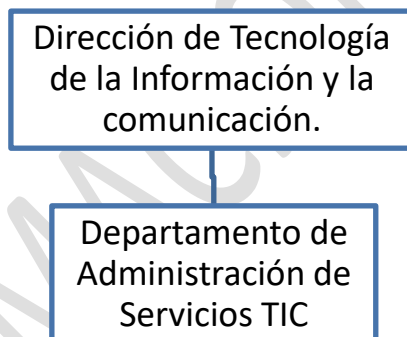 Dirección de Tecnología
de la Información y la
comunicación.
Departamento de
Administración de
Servicios TIC